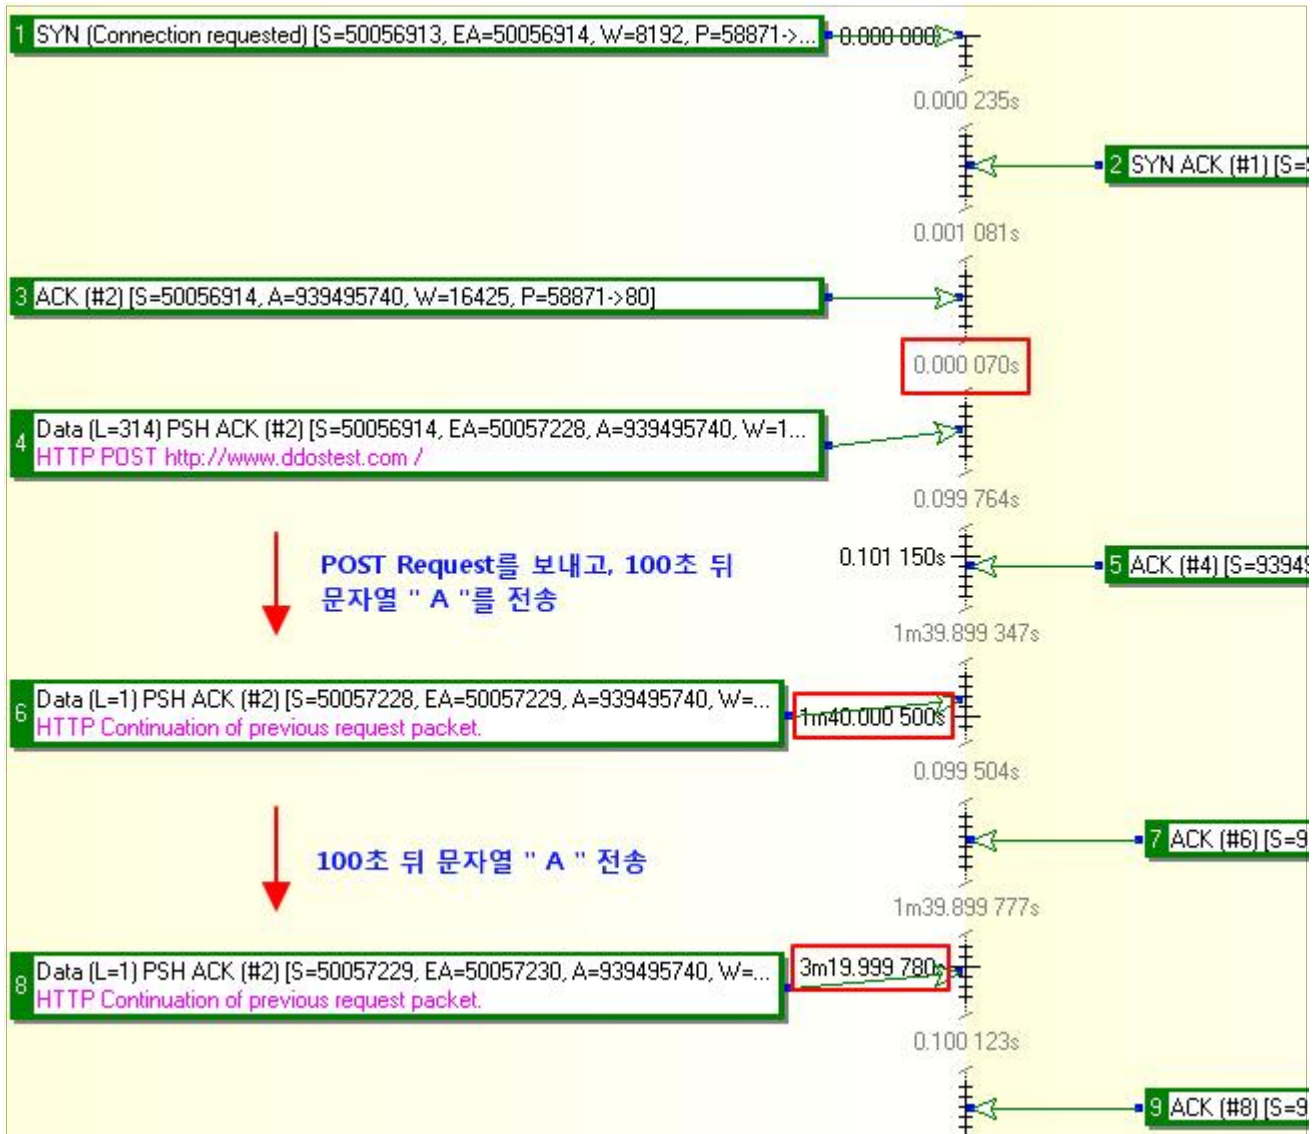 1 SYN (Connection requested) [S=50056913, EA=50056914, W=8192, P=58871->... 0.000 000
0.000 235s
2 SYN ACK (#1) [S=
0.001 081s
3 ACK (#2) [S=50056914, A=939495740, W=16425, P=58871->80]
0.000 070s
4 Data (L=314) PSH ACK (#2) [S=50056914, EA=50057228, A=939495740, W=1...
HTTP POST http://www.ddostest.com /
0.099 764s
POST Request를 보내고, 100초 뒤
문자열 " A "를 전송
0.101 150s
5 ACK (#4) [S=93949
1m39.899 347s
6 Data (L=1) PSH ACK (#2) [S=50057228, EA=50057229, A=939495740, W=...
HTTP Continuation of previous request packet.
1m40.000 500s
0.099 504s
100초 뒤 문자열 " A " 전송
7 ACK (#6) [S=9
1m39.899 777s
8 Data (L=1) PSH ACK (#2) [S=50057229, EA=50057230, A=939495740, W=...
HTTP Continuation of previous request packet.
3m19.999 780s
0.100 123s
9 ACK (#8) [S=9